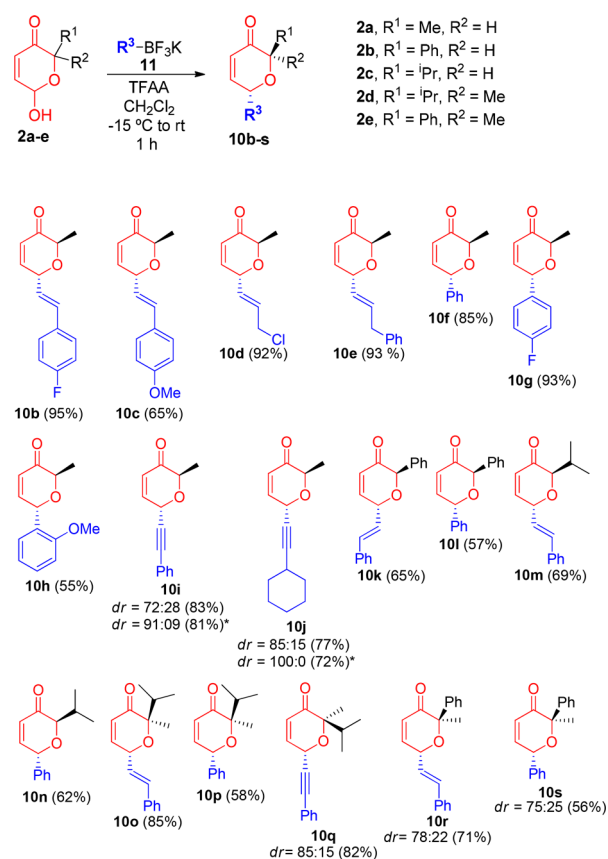 O
R¹
R²
O
OH
2a-e
R³–BF₃K
11
TFAA
CH₂Cl₂
-15 ºC to rt
1 h
O
R¹
R²
O
R³
10b-s
2a, R¹ = Me, R² = H
2b, R¹ = Ph, R² = H
2c, R¹ = ⁱPr, R² = H
2d, R¹ = ⁱPr, R² = Me
2e, R¹ = Ph, R² = Me
O
O
F
10b (95%)
O
O
OMe
10c (65%)
O
O
Cl
10d (92%)
O
O
Ph
10e (93 %)
O
O
Ph
10f (85%)
O
O
F
10g (93%)
O
O
OMe
10h (55%)
O
O
Ph
10i
dr = 72:28 (83%)
dr = 91:09 (81%)*
O
O
10j
dr = 85:15 (77%)
dr = 100:0 (72%)*
O
Ph
O
Ph
10k (65%)
O
Ph
O
Ph
10l (57%)
O
O
Ph
10m (69%)
O
O
Ph
10n (62%)
O
O
Ph
10o (85%)
O
O
Ph
10p (58%)
O
O
Ph
10q
dr= 85:15 (82%)
O
Ph
O
Ph
10r
dr= 78:22 (71%)
O
Ph
O
Ph
10s
dr= 75:25 (56%)